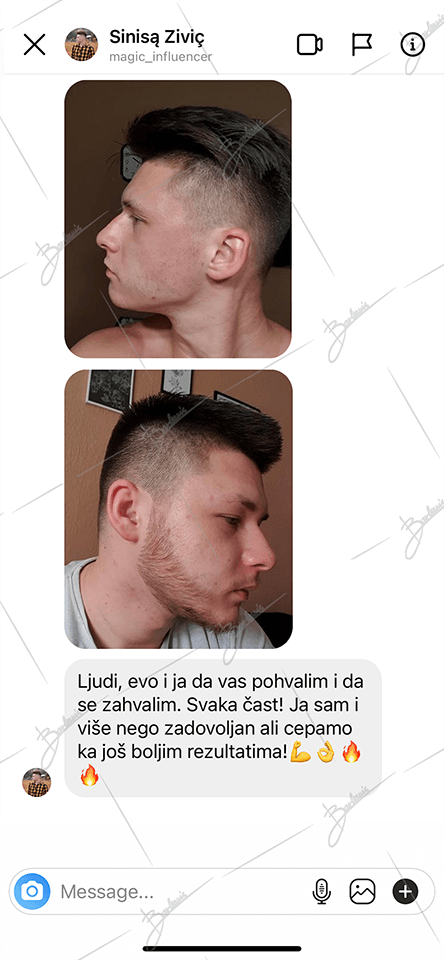 Sinisą Ziviç
magic_influencer
Ljudi, evo i ja da vas pohvalim i da
se zahvalim. Svaka čast! Ja sam i
više nego zadovoljan ali cepamo
ka još boljim rezultatima!💪👌🔥
🔥
Message...